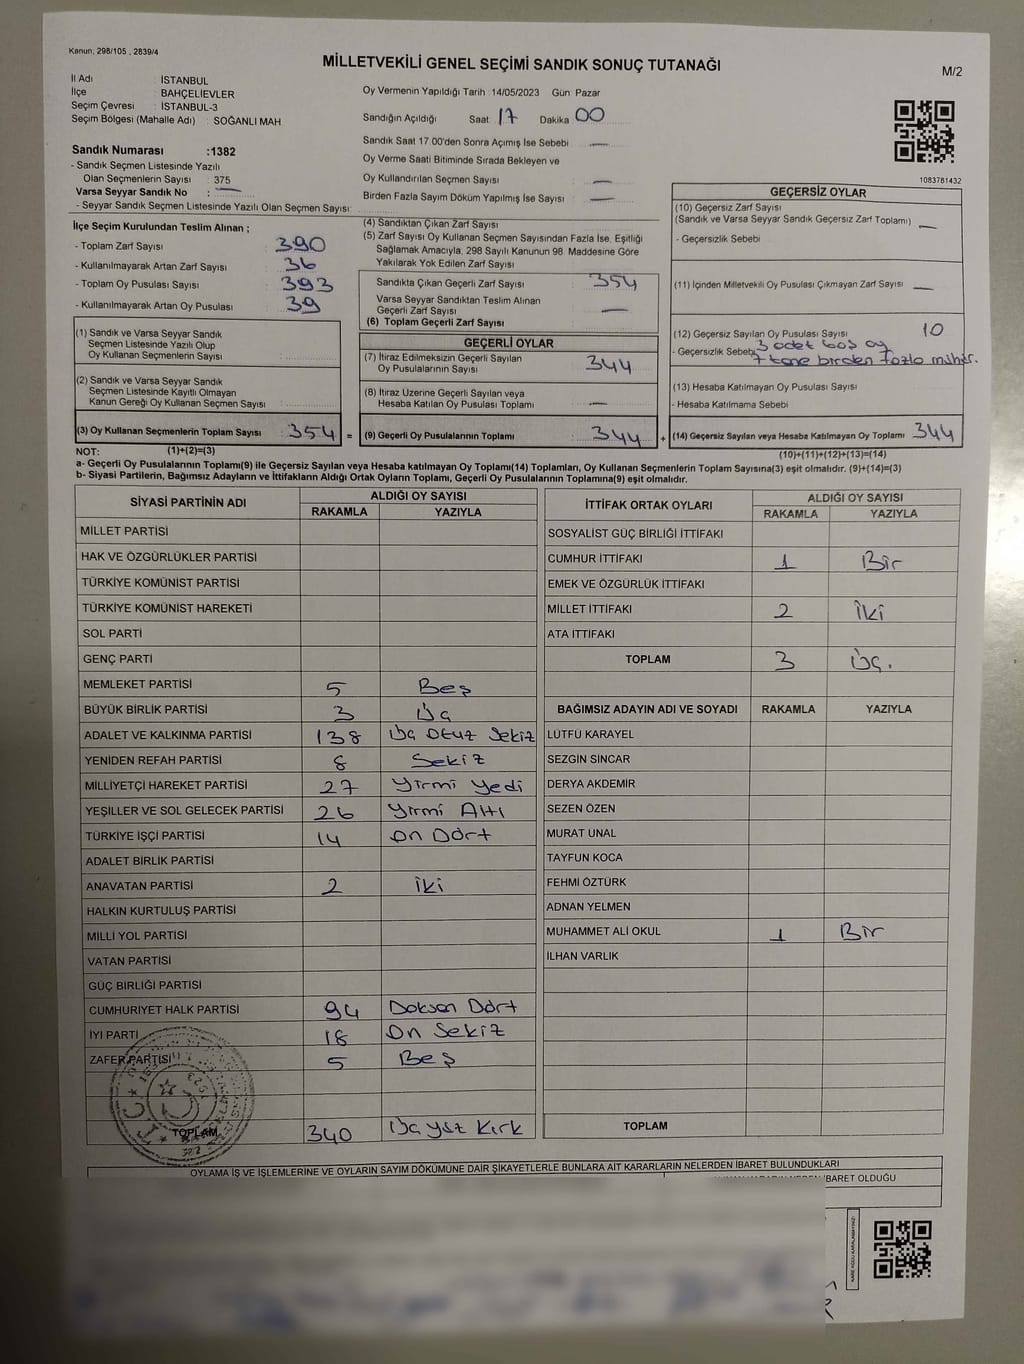 Kanun, 298/105 , 2839/4
MİLLETVEKİLİ GENEL SEÇİMİ SANDIK SONUÇ TUTANAĞI
M/2
İl Adı : İSTANBUL
İlçe : BAHÇELİEVLER
Seçim Çevresi : İSTANBUL-3
Seçim Bölgesi (Mahalle Adı) : SOĞANLI MAH
Oy Vermenin Yapıldığı Tarih : 14/05/2023 Gün : Pazar
Sandığın Açıldığı Saat 17 Dakika 00
Sandık Saat 17 00'den Sonra Açımış İse Sebebi : —
Oy Verme Saati Bitiminde Sırada Bekleyen ve
Oy Kullandırılan Seçmen Sayısı : —
Birden Fazla Sayım Döküm Yapılmış İse Sayısı : —
1083781432
Sandık Numarası :1382
- Sandık Seçmen Listesinde Yazılı
Olan Seçmenlerin Sayısı : 375
Varsa Seyyar Sandık No : —
- Seyyar Sandık Seçmen Listesinde Yazılı Olan Seçmen Sayısı:
İlçe Seçim Kurulundan Teslim Alınan ;
- Toplam Zarf Sayısı : 390
- Kullanılmayarak Artan Zarf Sayısı : 36
- Toplam Oy Pusulası Sayısı : 393
- Kullanılmayarak Artan Oy Pusulası : 39
(1) Sandık ve Varsa Seyyar Sandık
Seçmen Listesinde Yazılı Olup
Oy Kullanan Seçmenlerin Sayısı :
(2) Sandık ve Varsa Seyyar Sandık
Seçmen Listesinde Kayıtlı Olmayan
Kanun Gereği Oy Kullanan Seçmen Sayısı :
(3) Oy Kullanan Seçmenlerin Toplam Sayısı : 354 =
(4) Sandıktan Çıkan Zarf Sayısı :
(5) Zarf Sayısı Oy Kullanan Seçmen Sayısından Fazla İse, Eşitliği
Sağlamak Amacıyla, 298 Sayılı Kanunun 98 Maddesine Göre
Yakılarak Yok Edilen Zarf Sayısı :
Sandıkta Çıkan Geçerli Zarf Sayısı : 354
Varsa Seyyar Sandıktan Teslim Alınan
Geçerli Zarf Sayısı : —
(6) Toplam Geçerli Zarf Sayısı :
GEÇERLİ OYLAR
(7) İtiraz Edilmeksizin Geçerli Sayılan
Oy Pusulalarının Sayısı : 344
(8) İtiraz Üzerine Geçerli Sayılan veya
Hesaba Katılan Oy Pusulası Toplamı : —
(9) Geçerli Oy Pusulalarının Toplamı : 344 +
GEÇERSİZ OYLAR
(10) Geçersiz Zarf Sayısı
(Sandık ve Varsa Seyyar Sandık Geçersiz Zarf Toplamı) —
- Geçersizlik Sebebi :
(11) İçinden Milletvekili Oy Pusulası Çıkmayan Zarf Sayısı : —
(12) Geçersiz Sayılan Oy Pusulası Sayısı 10
- Geçersizlik Sebebi 3 adet boş oy
7 tane birden fazla mühür.
(13) Hesaba Katılmayan Oy Pusulası Sayısı
- Hesaba Katılmama Sebebi
(14) Geçersiz Sayılan veya Hesaba Katılmayan Oy Toplamı 344
NOT: (1)+(2)=(3)
(10)+(11)+(12)+(13)=(14)
a- Geçerli Oy Pusulalarının Toplamı(9) ile Geçersiz Sayılan veya Hesaba katılmayan Oy Toplamı(14) Toplamları, Oy Kullanan Seçmenlerin Toplam Sayısına(3) eşit olmalıdır. (9)+(14)=(3)
b- Siyasi Partilerin, Bağımsız Adayların ve İttifakların Aldığı Ortak Oyların Toplamı, Geçerli Oy Pusulalarının Toplamına(9) eşit olmalıdır.
SİYASİ PARTİNİN ADI ALDIĞI OY SAYISI
RAKAMLA YAZIYLA
MİLLET PARTİSİ
HAK VE ÖZGÜRLÜKLER PARTİSİ
TÜRKİYE KOMÜNİST PARTİSİ
TÜRKİYE KOMÜNİST HAREKETİ
SOL PARTİ
GENÇ PARTİ
MEMLEKET PARTİSİ 5 Beş
BÜYÜK BİRLİK PARTİSİ 3 Üç
ADALET VE KALKINMA PARTİSİ 138 Üç Otuz Sekiz
YENİDEN REFAH PARTİSİ 8 Sekiz
MİLLİYETÇİ HAREKET PARTİSİ 27 Yirmi Yedi
YEŞİLLER VE SOL GELECEK PARTİSİ 26 Yirmi Altı
TÜRKİYE İŞÇİ PARTİSİ 14 On Dört
ADALET BİRLİK PARTİSİ
ANAVATAN PARTİSİ 2 İki
HALKIN KURTULUŞ PARTİSİ
MİLLİ YOL PARTİSİ
VATAN PARTİSİ
GÜÇ BİRLİĞİ PARTİSİ
CUMHURİYET HALK PARTİSİ 94 Doksan Dört
İYİ PARTİ 18 On Sekiz
ZAFER PARTİSİ 5 Beş
TOPLAM 340 Üç yüz Kırk
İTTİFAK ORTAK OYLARI ALDIĞI OY SAYISI
RAKAMLA YAZIYLA
SOSYALİST GÜÇ BİRLİĞİ İTTİFAKI
CUMHUR İTTİFAKI 1 Bir
EMEK VE ÖZGÜRLÜK İTTİFAKI
MİLLET İTTİFAKI 2 İki
ATA İTTİFAKI
TOPLAM 3 Üç.
BAĞIMSIZ ADAYIN ADI VE SOYADI RAKAMLA YAZIYLA
LÜTFÜ KARAYEL
SEZGİN SİNCAR
DERYA AKDEMİR
SEZEN ÖZEN
MURAT ÜNAL
TAYFUN KOCA
FEHMİ ÖZTÜRK
ADNAN YELMEN
MUHAMMET ALİ OKUL 1 Bir
İLHAN VARLIK
TOPLAM
OYLAMA İŞ VE İŞLEMLERİNE VE OYLARIN SAYIM DÖKÜMÜNE DAİR ŞİKAYETLERLE BUNLARA AİT KARARLARIN NELERDEN İBARET BULUNDUKLARI
İBARET OLDUĞU